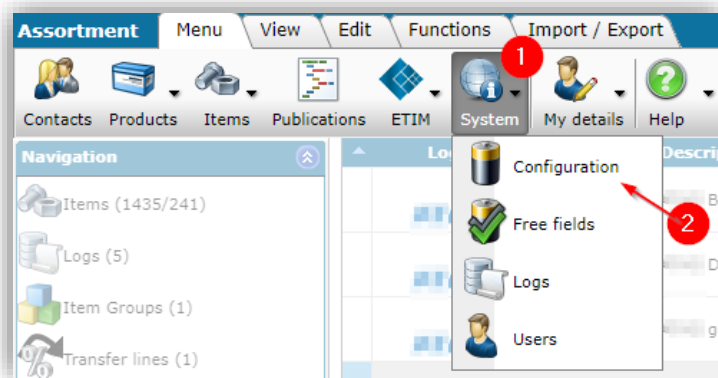 Assortment Menu View Edit Functions Import / Export
1
Contacts Products Items Publications ETIM System My details Help
Navigation
Configuration
Items (1435/241)
2
Free fields
Logs (5)
Logs
Item Groups (1)
Users
Transfer lines (1)